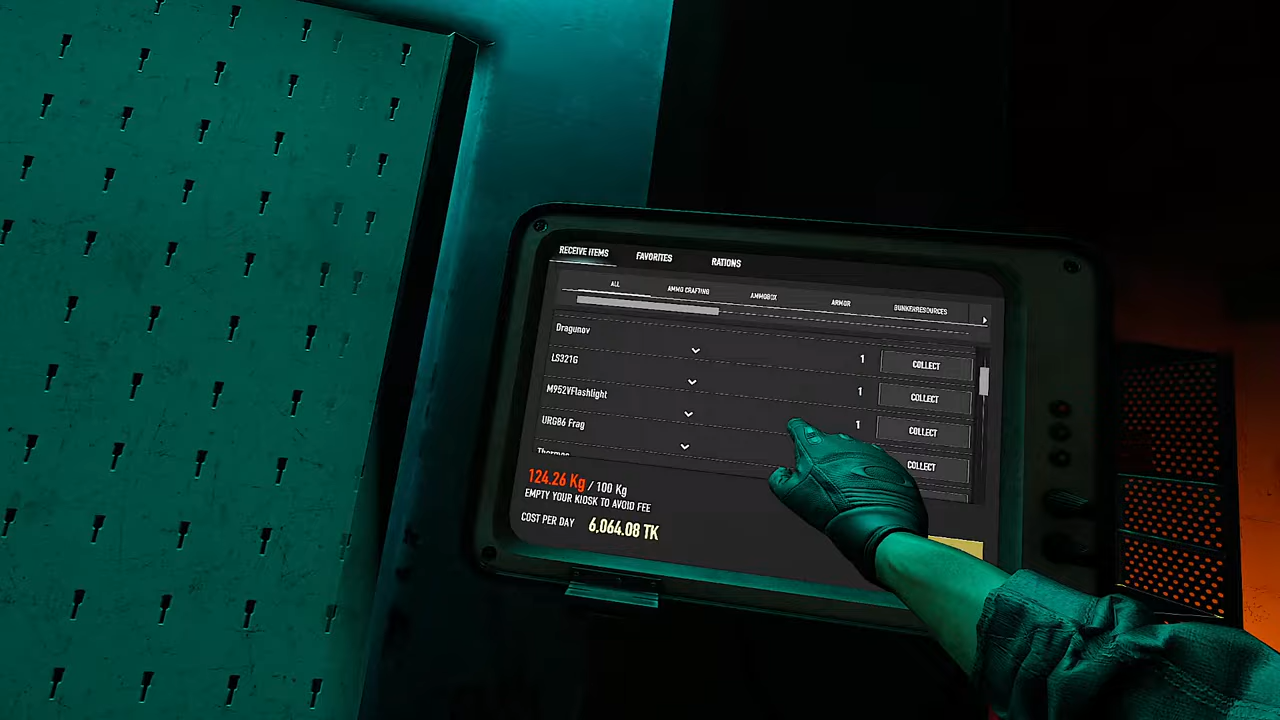 RECEIVE ITEMS FAVORITES RATIONS
ALL AMMO CRAFTING AMMOBOX ARMOR BUNKERRESOURCES
Dragunov 1 COLLECT
LS321G 1 COLLECT
M952VFlashlight 1 COLLECT
URG86 Frag COLLECT
124.26 Kg / 100 Kg
EMPTY YOUR KIOSK TO AVOID FEE
COST PER DAY 6,064.08 TK